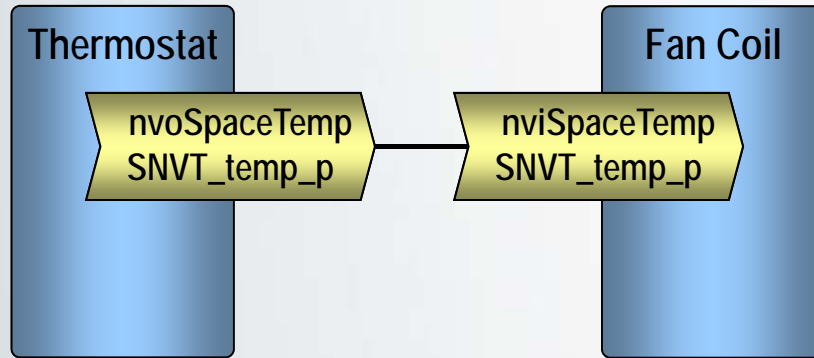 Thermostat
Fan Coil
nvoSpaceTemp
SNVT_temp_p
nviSpaceTemp
SNVT_temp_p